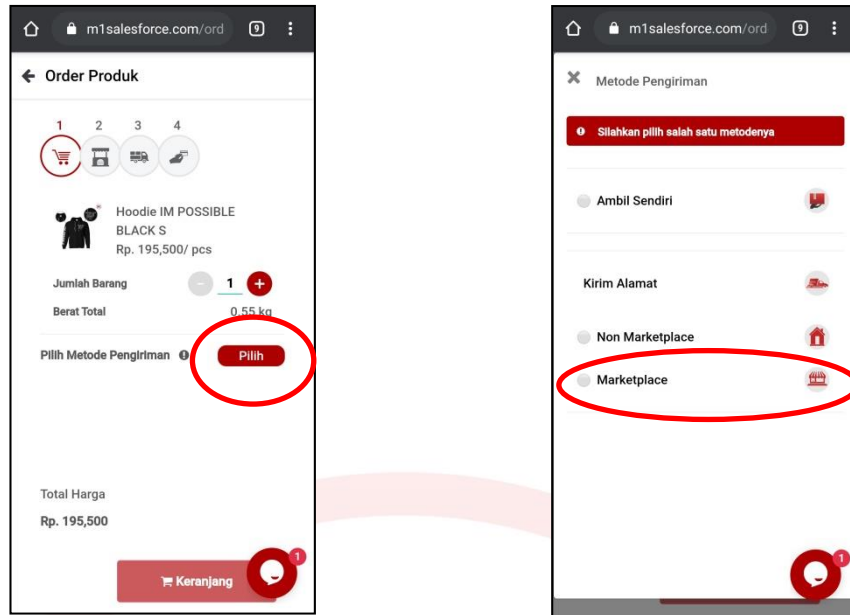 m1salesforce.com/ord 9
Order Produk
1 2 3 4
Hoodie IM POSSIBLE
BLACK S
Rp. 195,500/ pcs
Jumlah Barang - 1 +
Berat Total 0.55 kg
Pilih Metode Pengiriman Pilih
Total Harga
Rp. 195,500
Keranjang
1
m1salesforce.com/ord 9
Metode Pengiriman
Silahkan pilih salah satu metodenya
Ambil Sendiri
Kirim Alamat
Non Marketplace
Marketplace
1